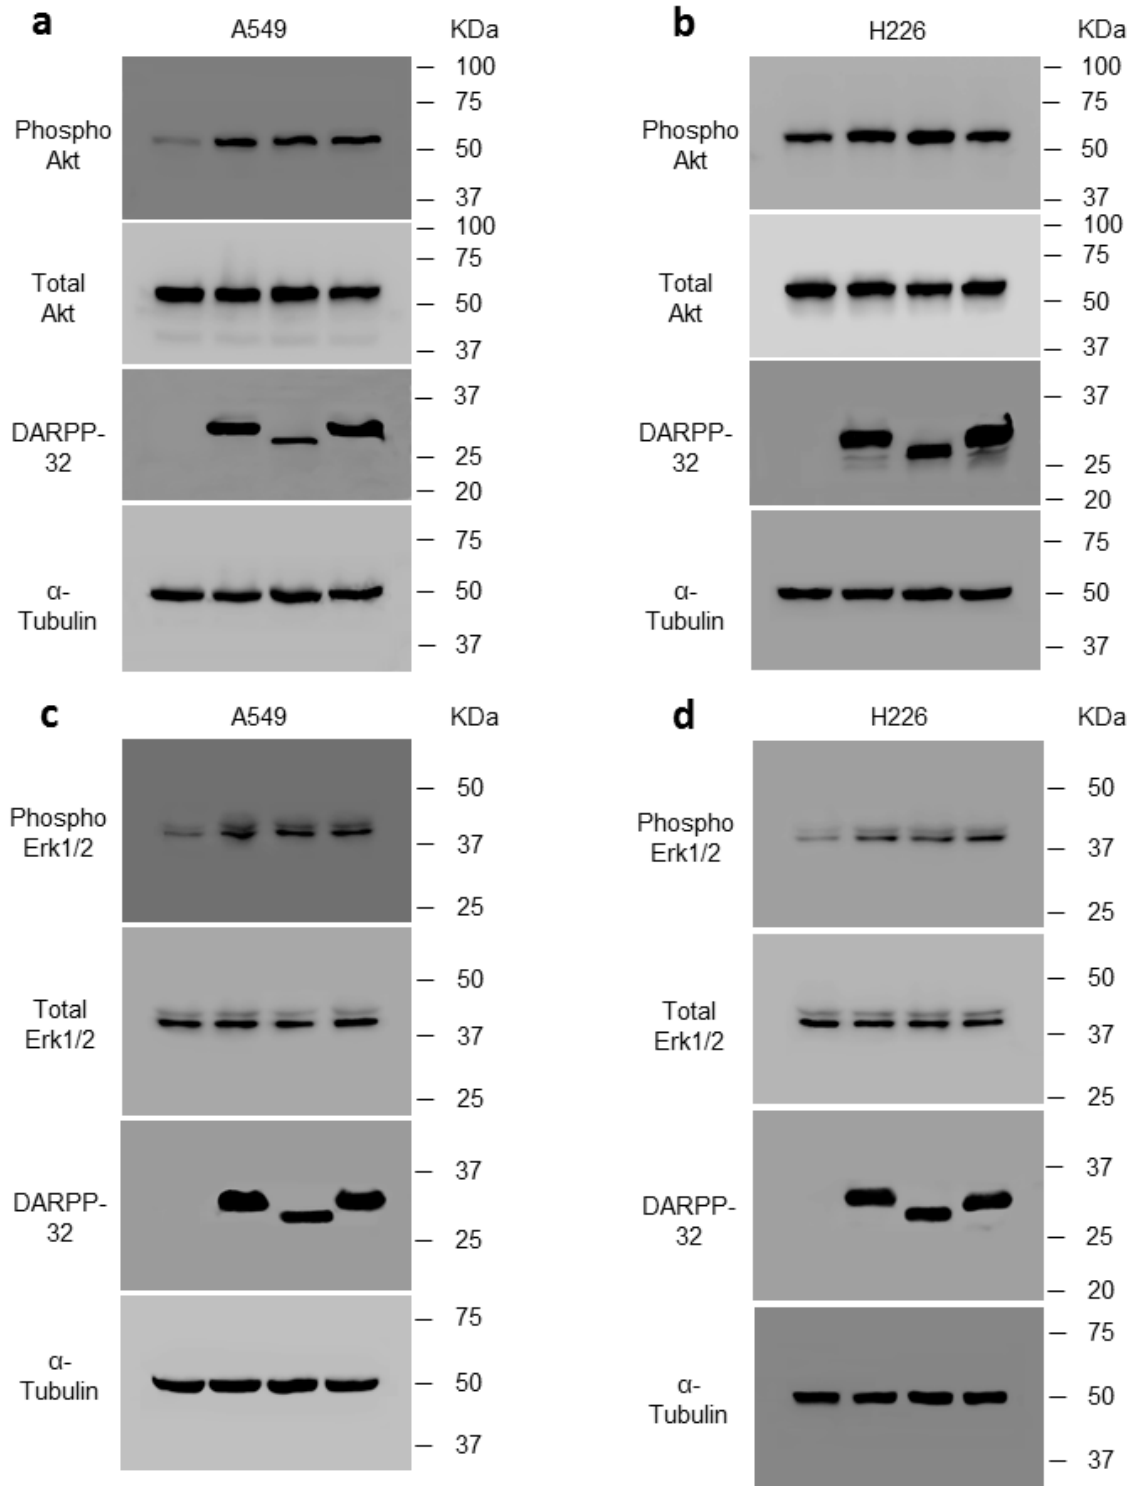 a
A549
KDa
Phospho
Akt
— 100
— 75
— 50
— 37
Total
Akt
— 100
— 75
— 50
— 37
DARPP-
32
— 37
— 25
— 20
α-
Tubulin
— 75
— 50
— 37
b
H226
KDa
Phospho
Akt
— 100
— 75
— 50
— 37
Total
Akt
— 100
— 75
— 50
— 37
DARPP-
32
— 37
— 25
— 20
α-
Tubulin
— 75
— 50
— 37
c
A549
KDa
Phospho
Erk1/2
— 50
— 37
— 25
Total
Erk1/2
— 50
— 37
— 25
DARPP-
32
— 37
— 25
α-
Tubulin
— 75
— 50
— 37
d
H226
KDa
Phospho
Erk1/2
— 50
— 37
— 25
Total
Erk1/2
— 50
— 37
— 25
DARPP-
32
— 37
— 25
— 20
α-
Tubulin
— 75
— 50
— 37